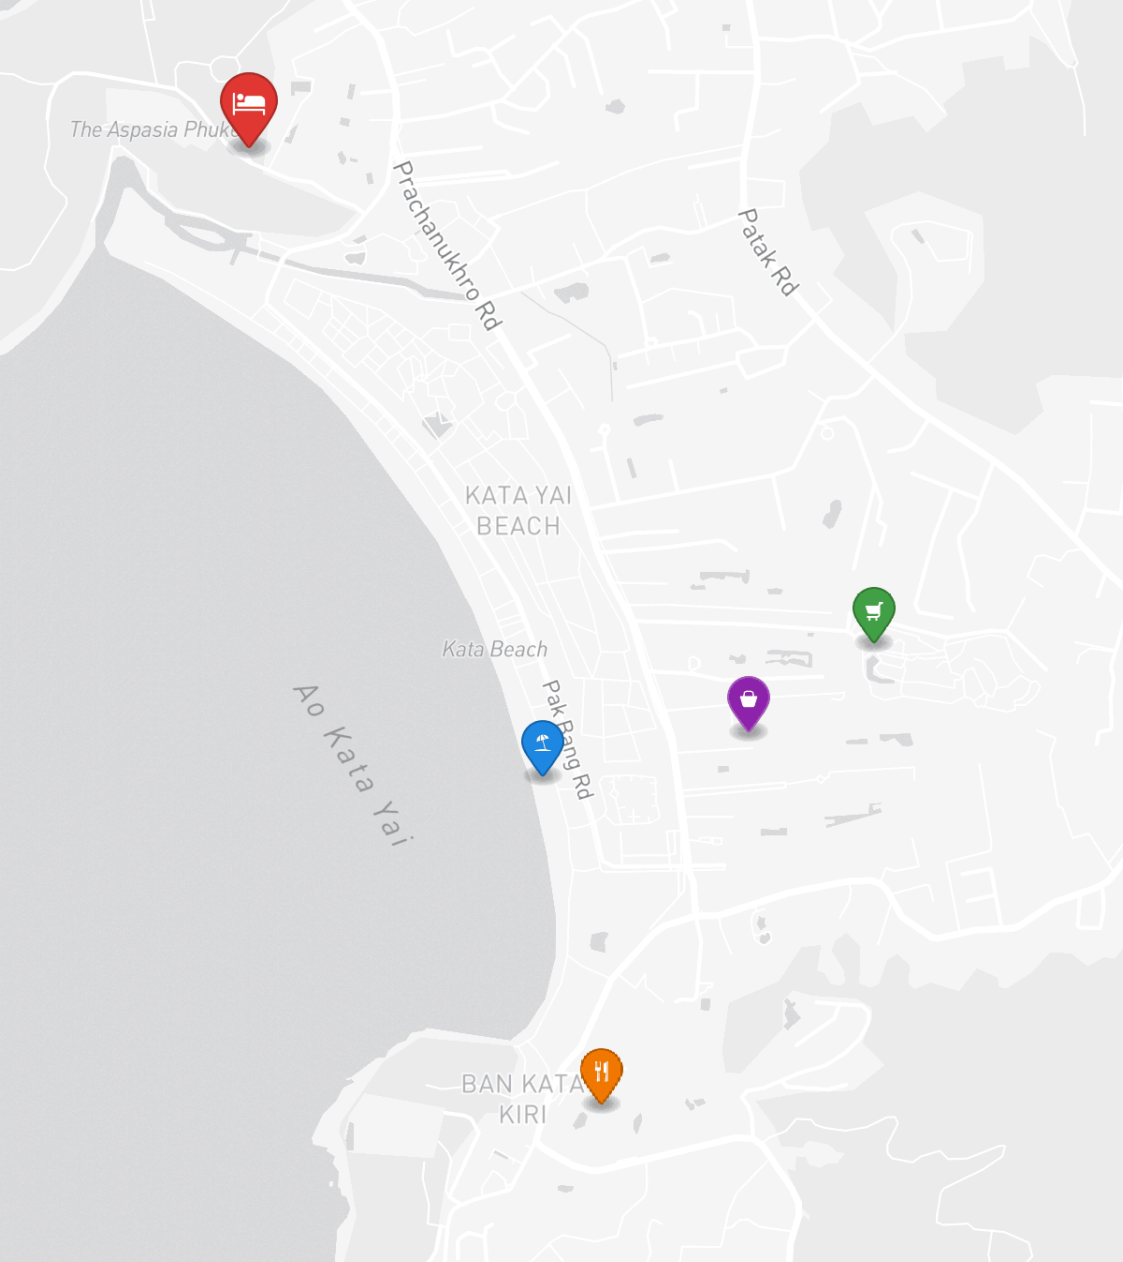 The Aspasia
Prachanukhro Rd
Patak Rd
KATA YAI
BEACH
Kata Beach
Ao Kata Yai
Pak Bang Rd
BAN KATA
KIRI